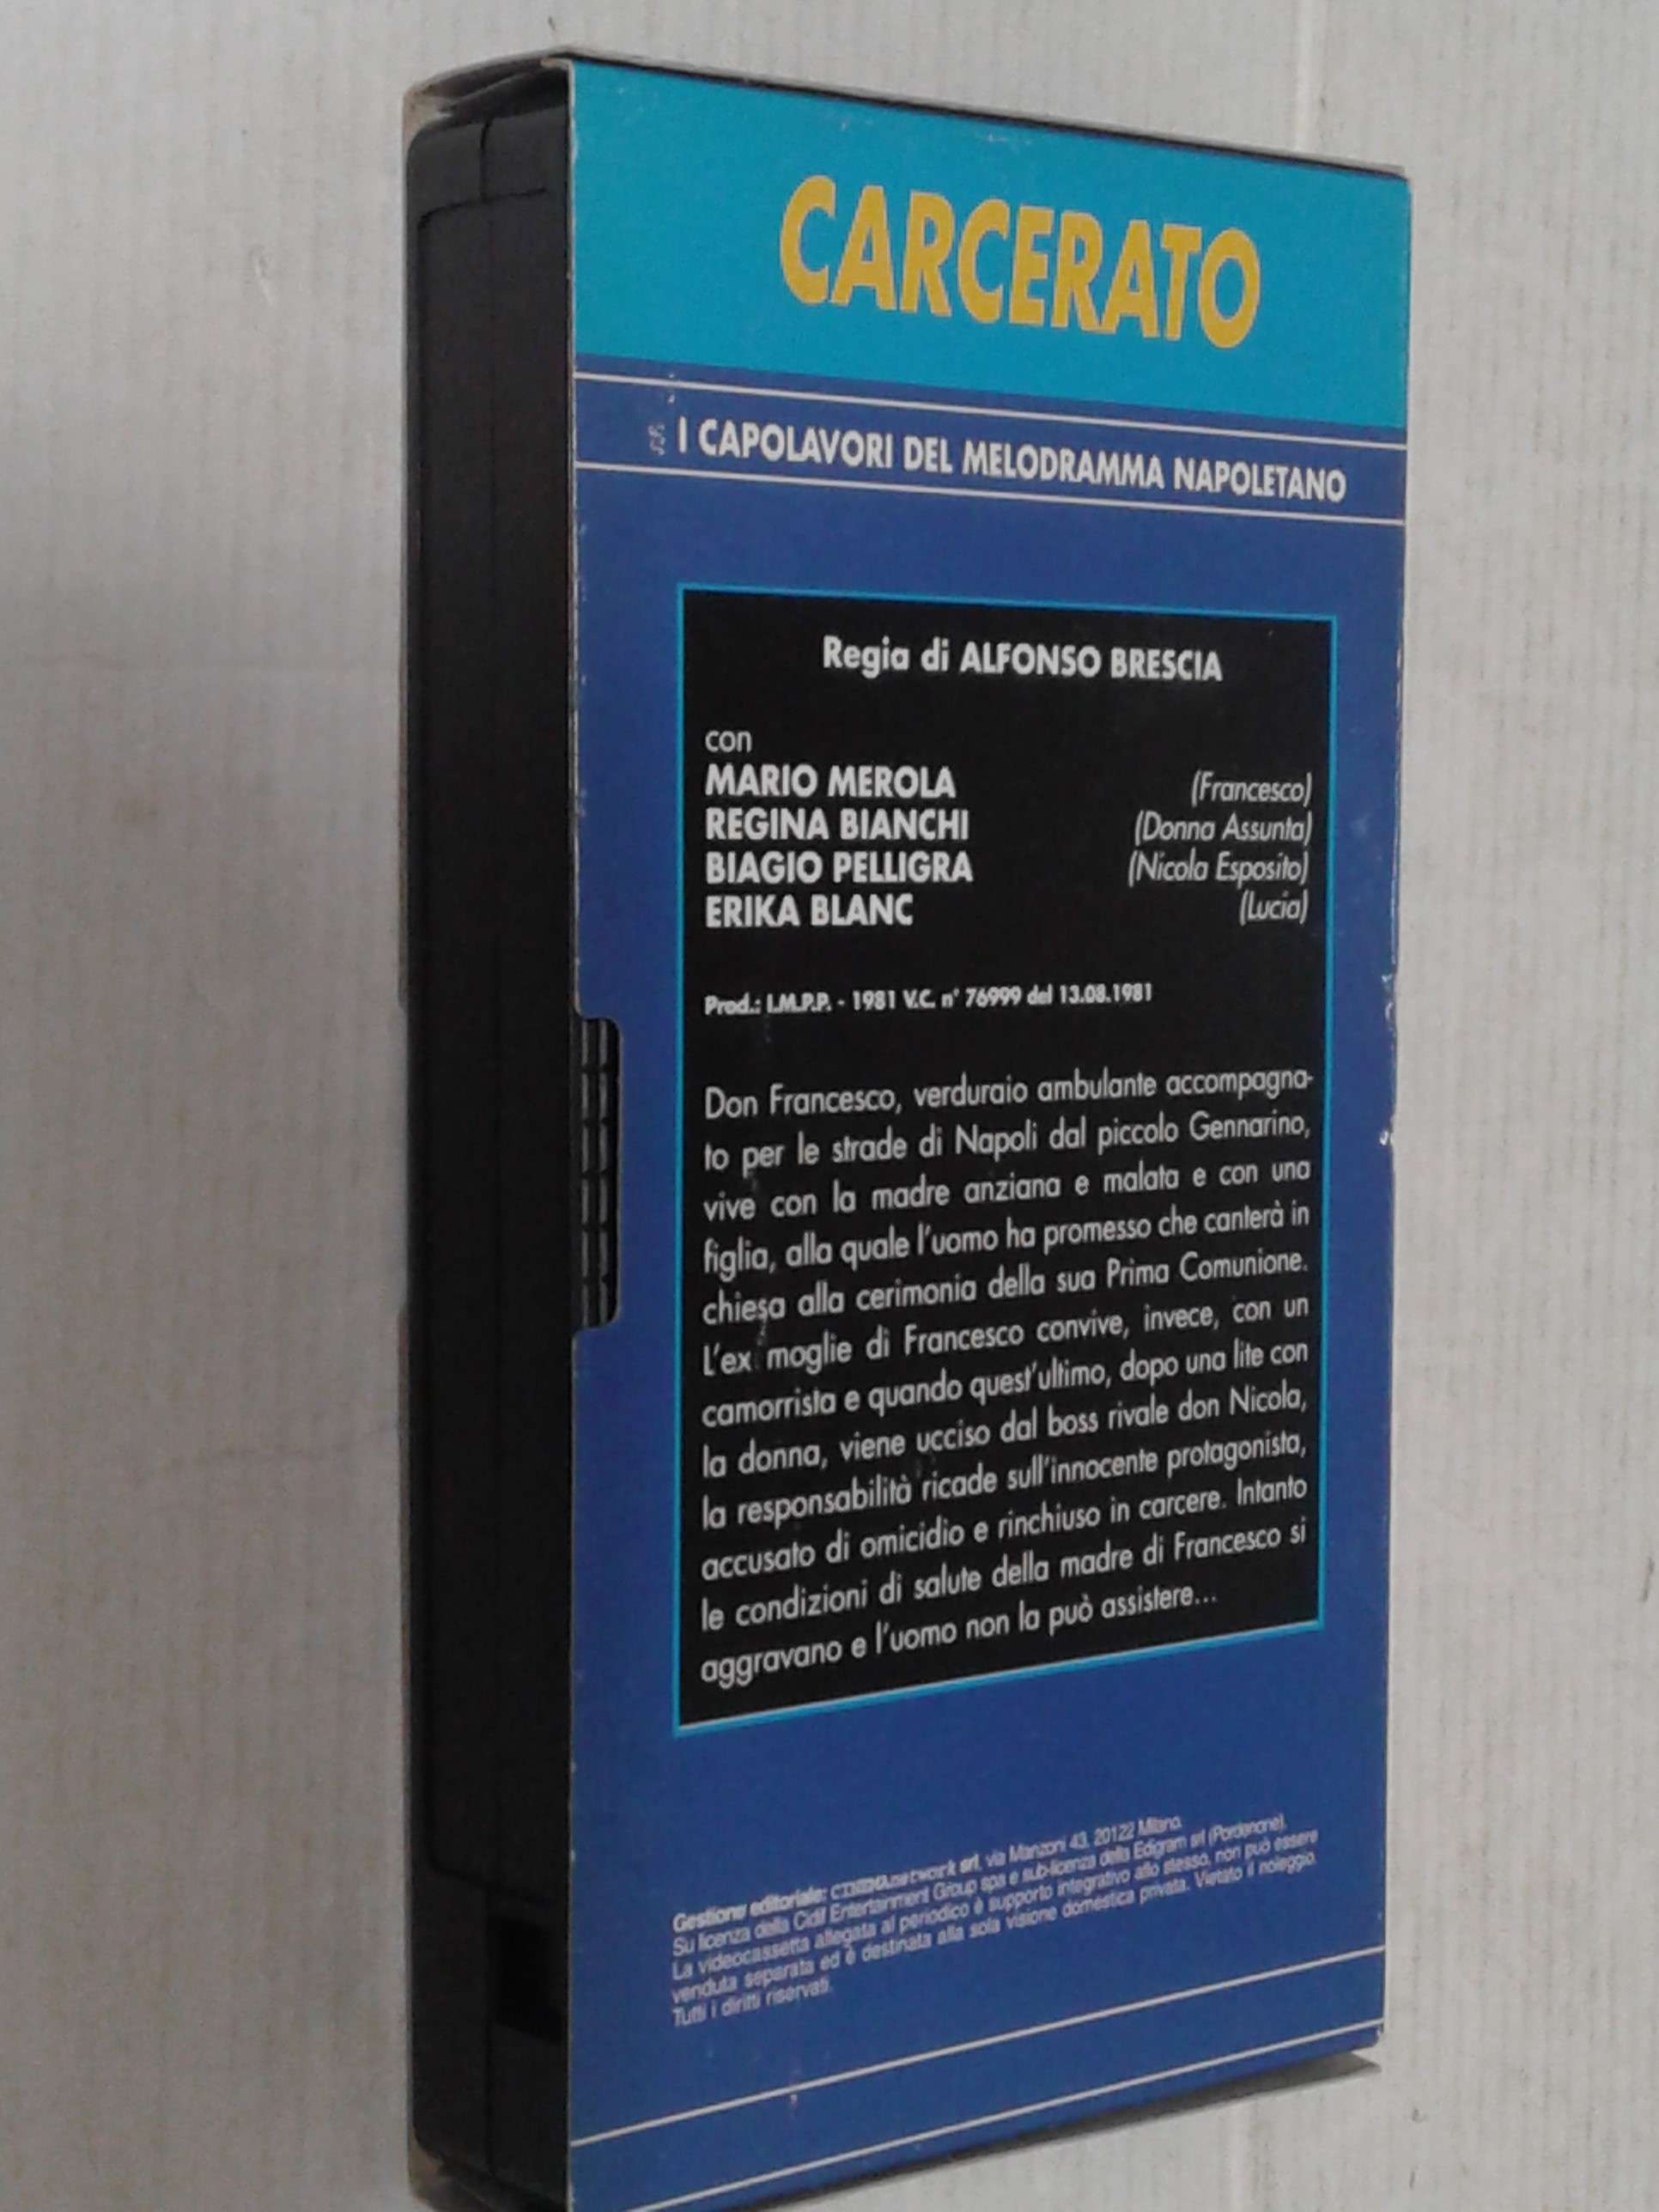 CARCERATO
I CAPOLAVORI DEL MELODRAMMA NAPOLETANO
Regia di ALFONSO BRESCIA
con
MARIO MEROLA (Francesco)
REGINA BIANCHI (Donna Assunta)
BIAGIO PELLIGRA (Nicola Esposito)
ERIKA BLANC (Lucia)
Prod.: I.M.P.P. - 1981 V.C. n° 76999 del 13.08.1981
Don Francesco, verduraio ambulante accompagna-
to per le strade di Napoli dal piccolo Gennarino,
vive con la madre anziana e malata e con una
figlia, alla quale l'uomo ha promesso che canterà in
chiesa alla cerimonia della sua Prima Comunione.
L'ex moglie di Francesco convive, invece, con un
camorrista e quando quest'ultimo, dopo una lite con
la donna, viene ucciso dal boss rivale don Nicola,
la responsabilità ricade sull'innocente protagonista,
accusato di omicidio e rinchiuso in carcere. Intanto
le condizioni di salute della madre di Francesco si
aggravano e l'uomo non la può assistere...
Gestione editoriale: CINEMAnetwork srl, via Manzoni 43, 20122 Milano.
Su licenza della Cidif Entertainment Group spa e sub-licenza della Edigram srl (Pordenone).
La videocassetta allegata al periodico è supporto integrativo allo stesso, non può essere
venduta separata ed è destinata alla sola visione domestica privata. Vietato il noleggio.
Tutti i diritti riservati.